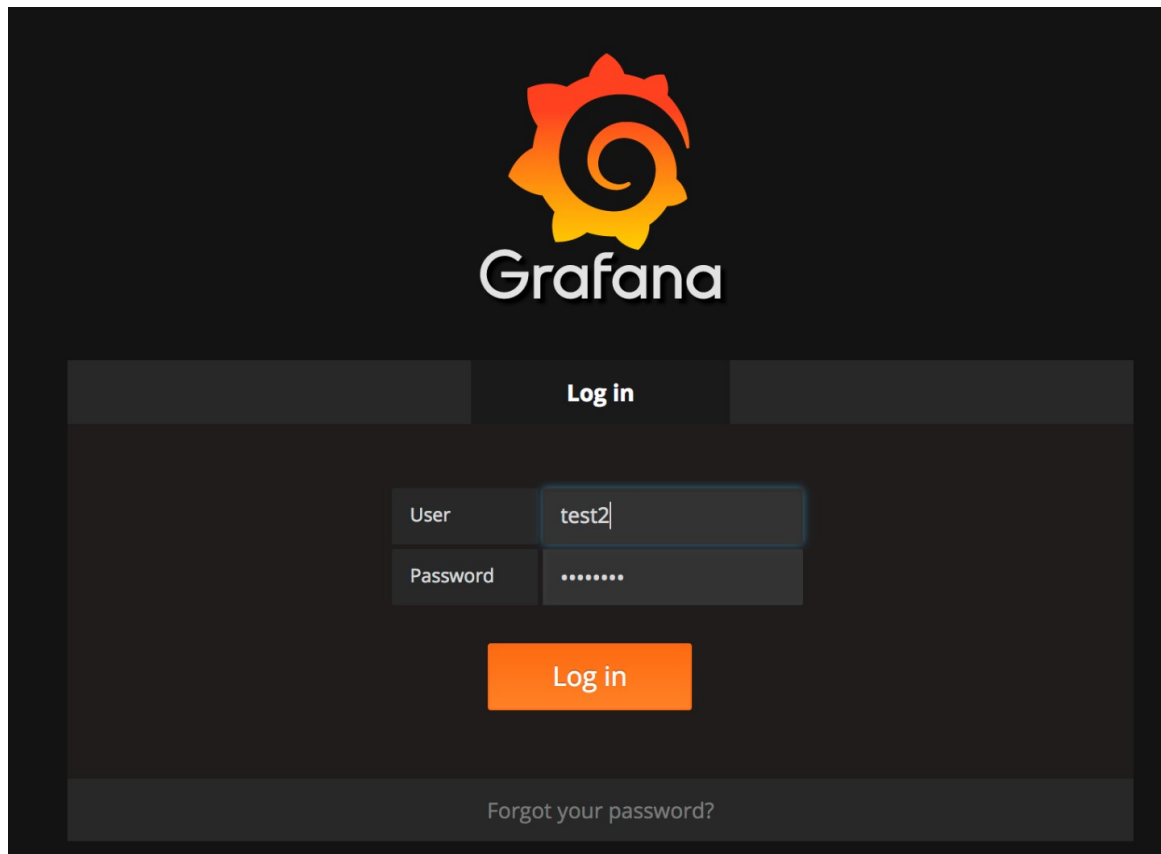 Grafana
Log in
User test2
Password ••••••••
Log in
Forgot your password?